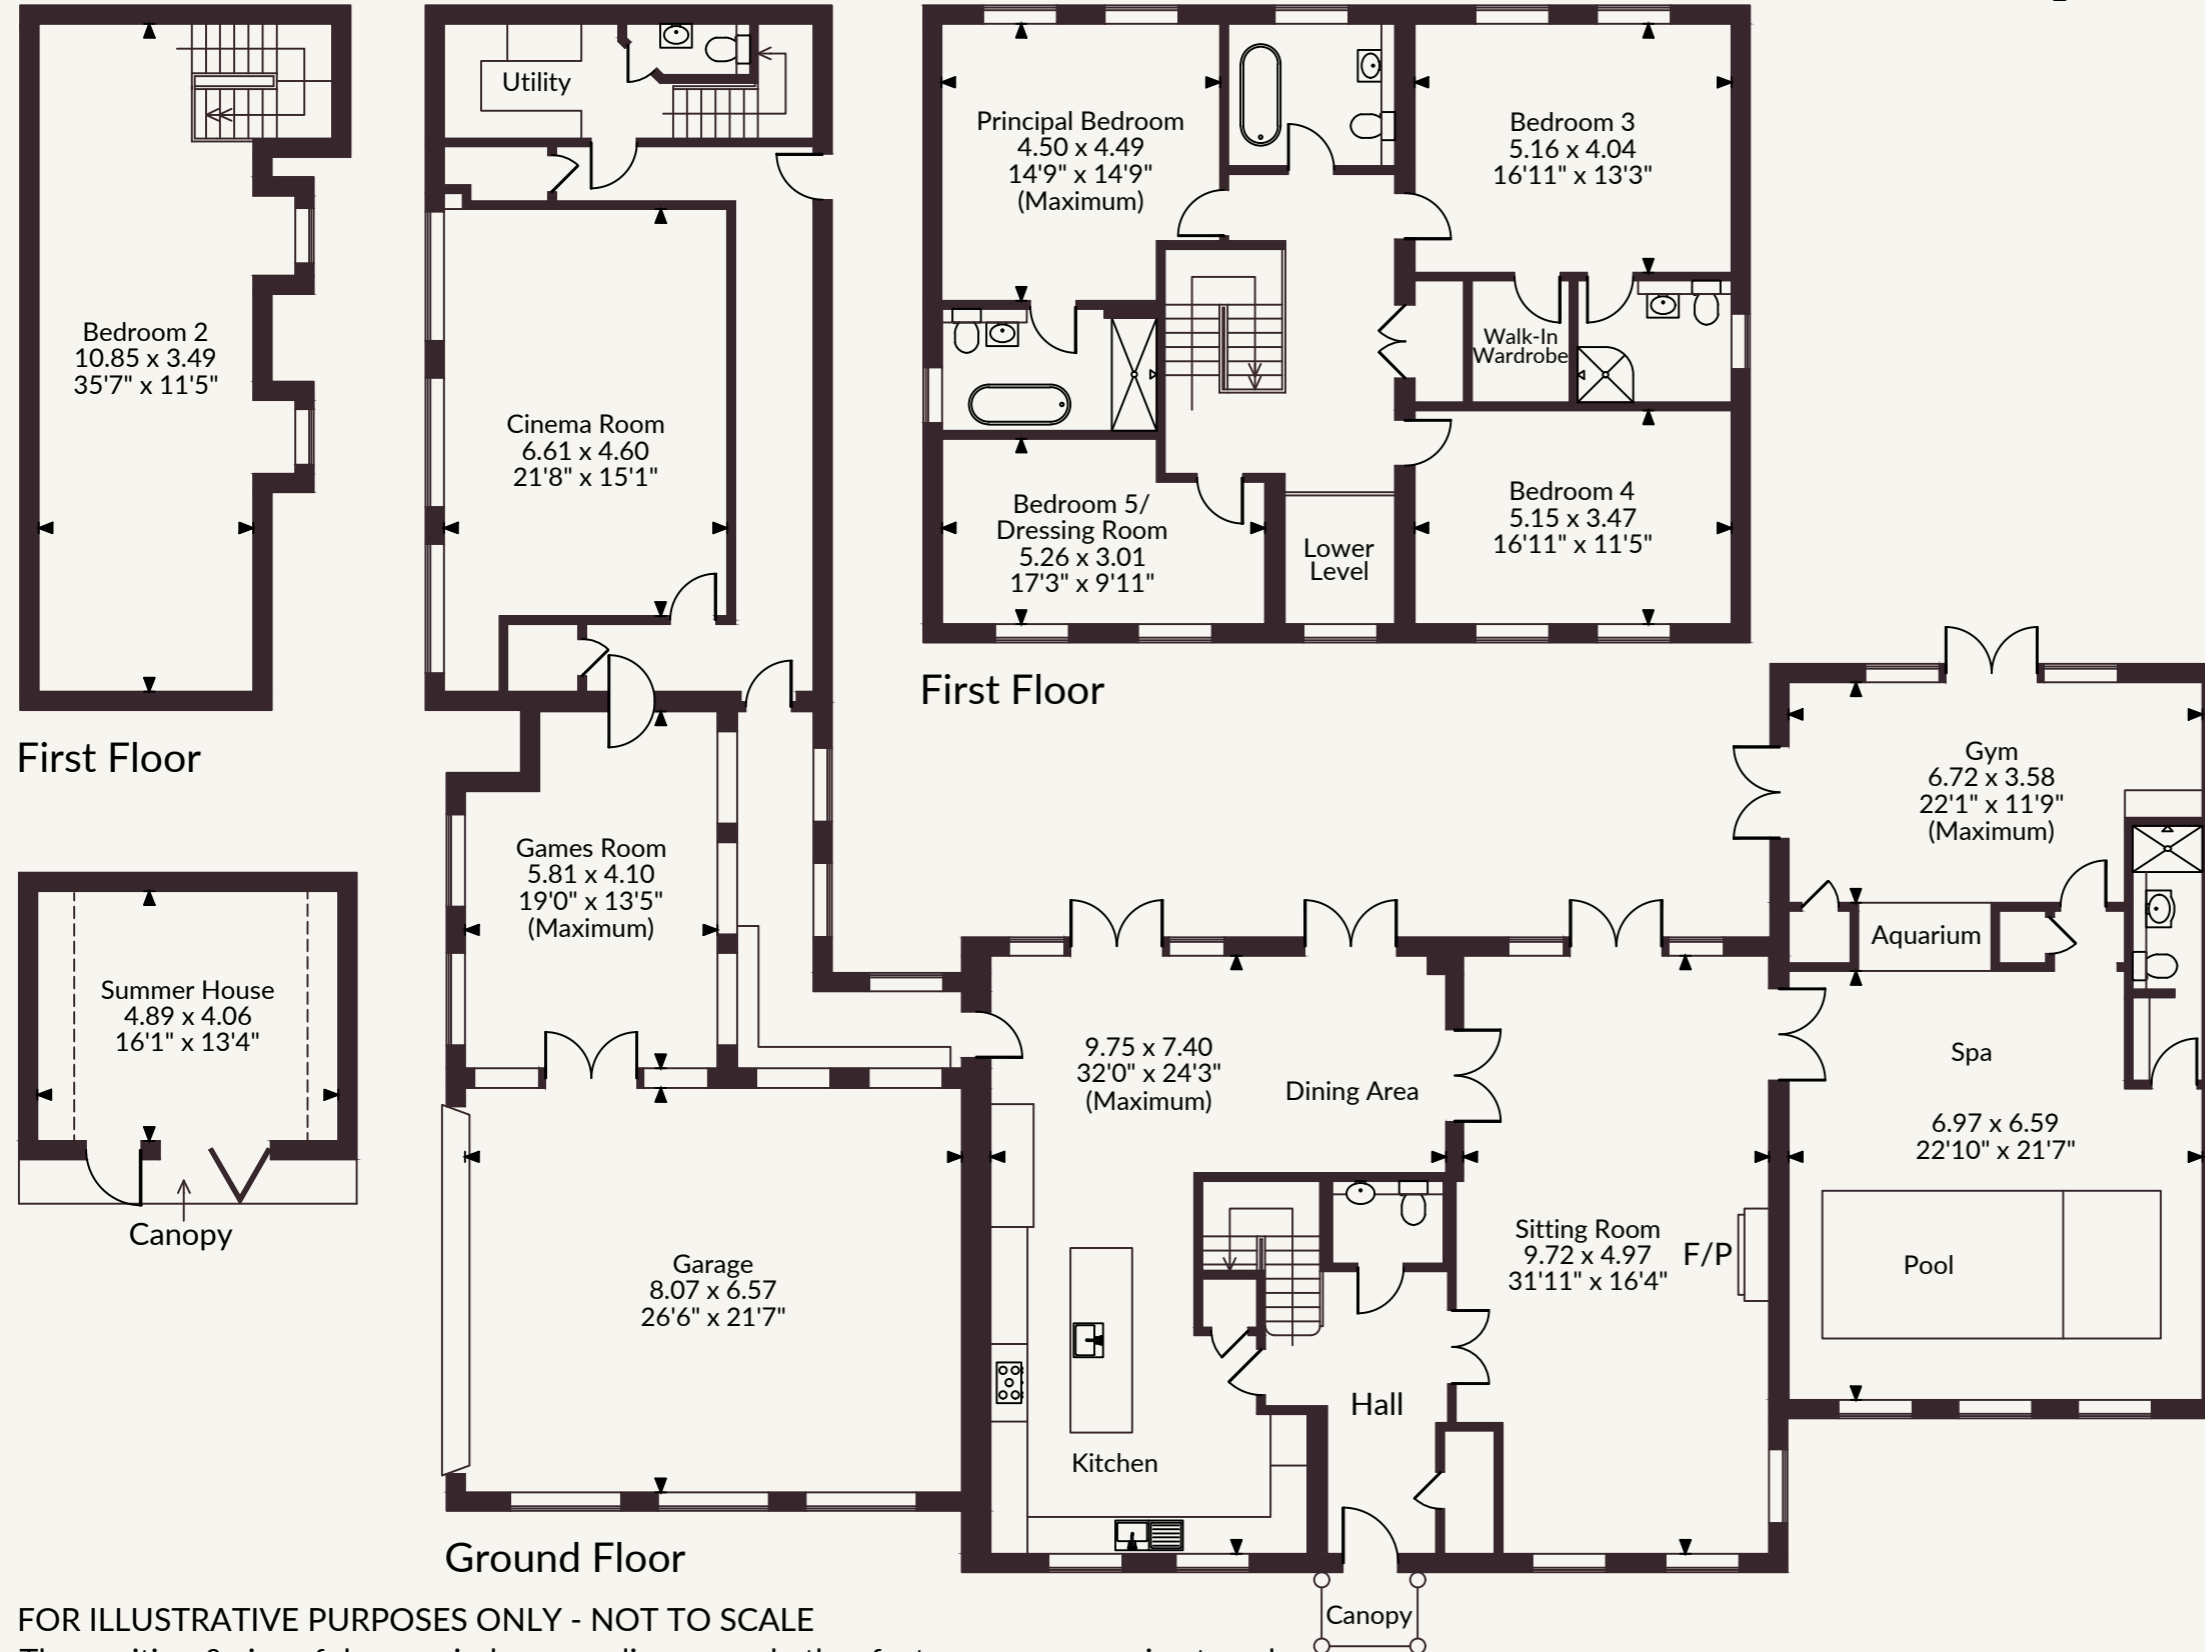 Utility
Principal Bedroom
4.50 x 4.49
14'9" x 14'9"
(Maximum)
Bedroom 3
5.16 x 4.04
16'11" x 13'3"
Bedroom 2
10.85 x 3.49
35'7" x 11'5"
Walk-In
Wardrobe
Cinema Room
6.61 x 4.60
21'8" x 15'1"
Bedroom 5/
Dressing Room
5.26 x 3.01
17'3" x 9'11"
Lower
Level
Bedroom 4
5.15 x 3.47
16'11" x 11'5"
First Floor
First Floor
Gym
6.72 x 3.58
22'1" x 11'9"
(Maximum)
Games Room
5.81 x 4.10
19'0" x 13'5"
(Maximum)
Aquarium
Summer House
4.89 x 4.06
16'1" x 13'4"
Canopy
9.75 x 7.40
32'0" x 24'3"
(Maximum)
Dining Area
Spa
6.97 x 6.59
22'10" x 21'7"
Pool
Sitting Room
9.72 x 4.97
31'11" x 16'4"
F/P
Garage
8.07 x 6.57
26'6" x 21'7"
Hall
Kitchen
Ground Floor
Canopy
FOR ILLUSTRATIVE PURPOSES ONLY - NOT TO SCALE